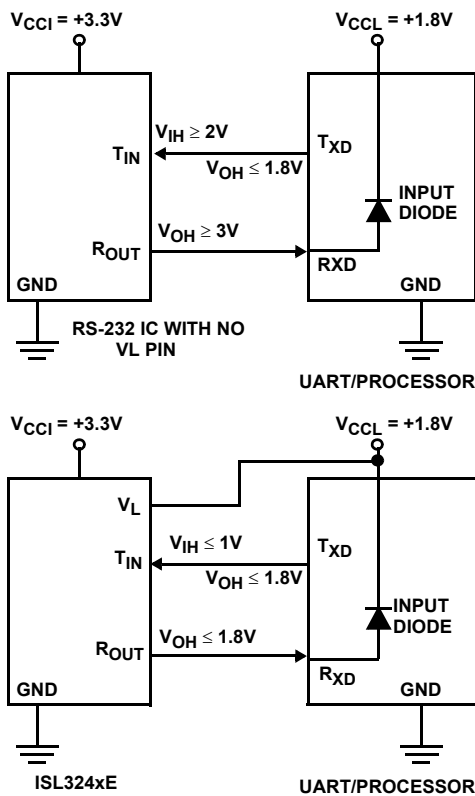 VCCI = +3.3V
VCCL = +1.8V
TIN
VIH ≥ 2V
TXD
VOH ≤ 1.8V
INPUT
DIODE
ROUT
VOH ≥ 3V
RXD
GND
GND
RS-232 IC WITH NO
VL PIN
UART/PROCESSOR
VCCI = +3.3V
VCCL = +1.8V
VL
TIN
VIH ≤ 1V
TXD
VOH ≤ 1.8V
INPUT
DIODE
ROUT
VOH ≤ 1.8V
RXD
GND
GND
ISL324xE
UART/PROCESSOR